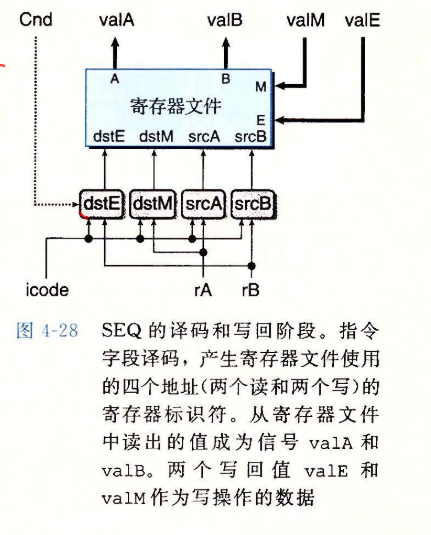 Cnd valA valB valM valE
A B M
寄存器文件
E
dstE dstM srcA srcB
dstE dstM srcA srcB
icode rA rB
图 4-28 SEQ 的译码和写回阶段。指令
字段译码，产生寄存器文件使用
的四个地址(两个读和两个写)的
寄存器标识符。从寄存器文件
中读出的值成为信号 valA 和
valB。两个写回值 valE 和
valM 作为写操作的数据